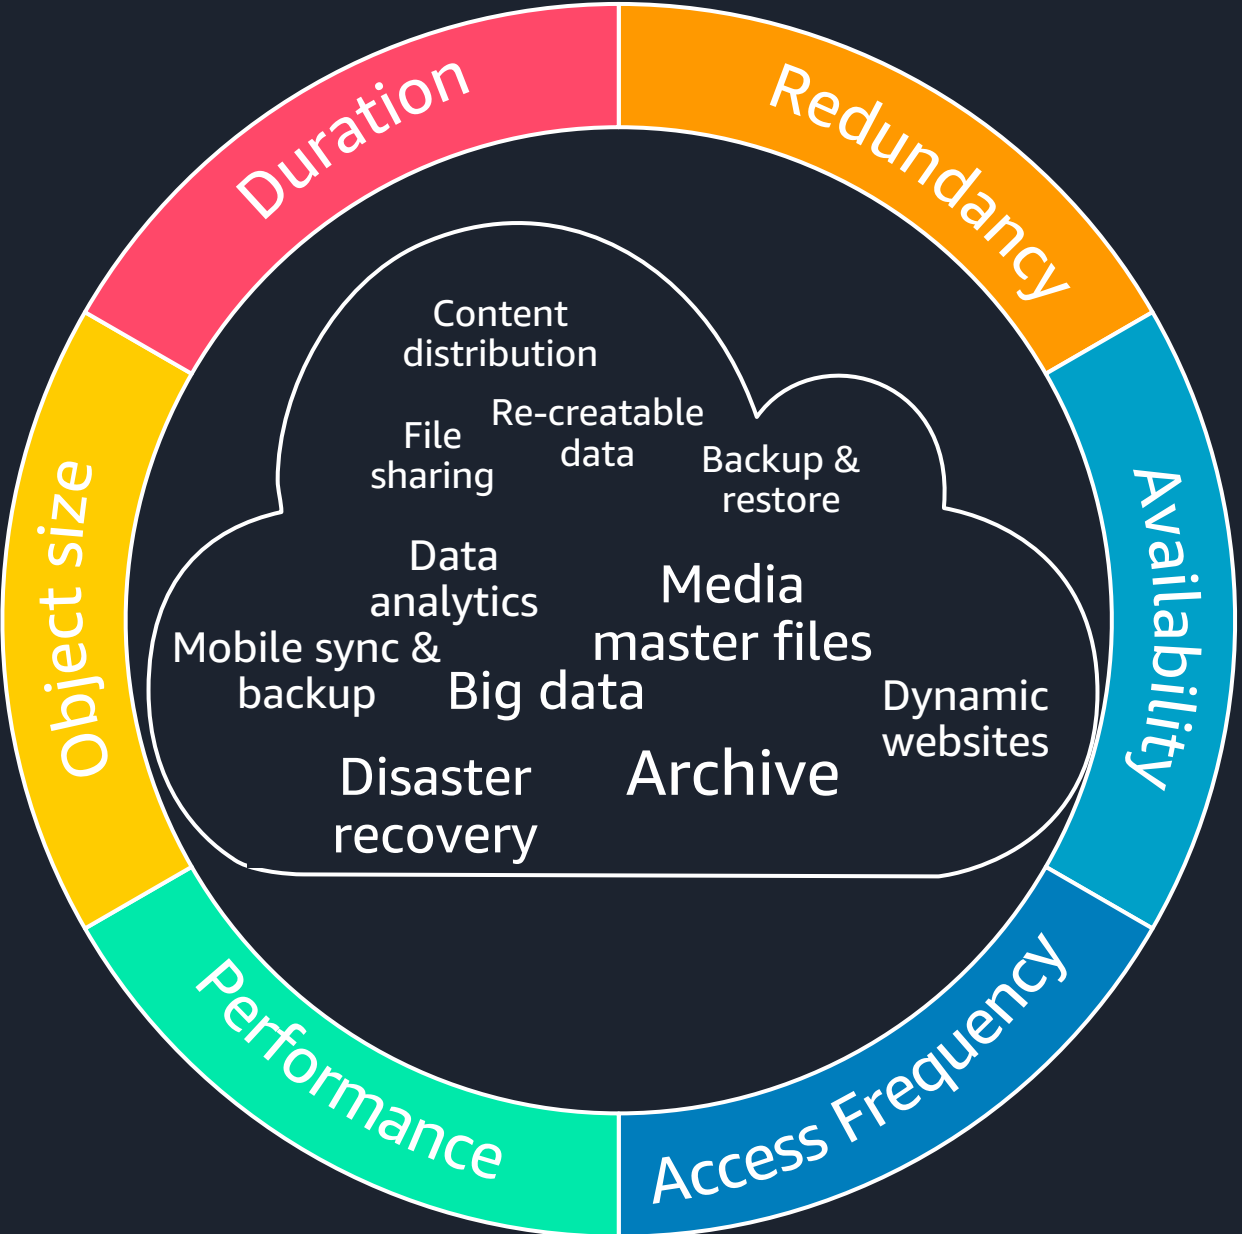 Duration
Redundancy
Availability
Access Frequency
Performance
Object size
Content
distribution
Re-creatable
data
File
sharing
Backup &
restore
Data
analytics
Media
master files
Mobile sync &
backup
Big data
Dynamic
websites
Disaster
recovery
Archive